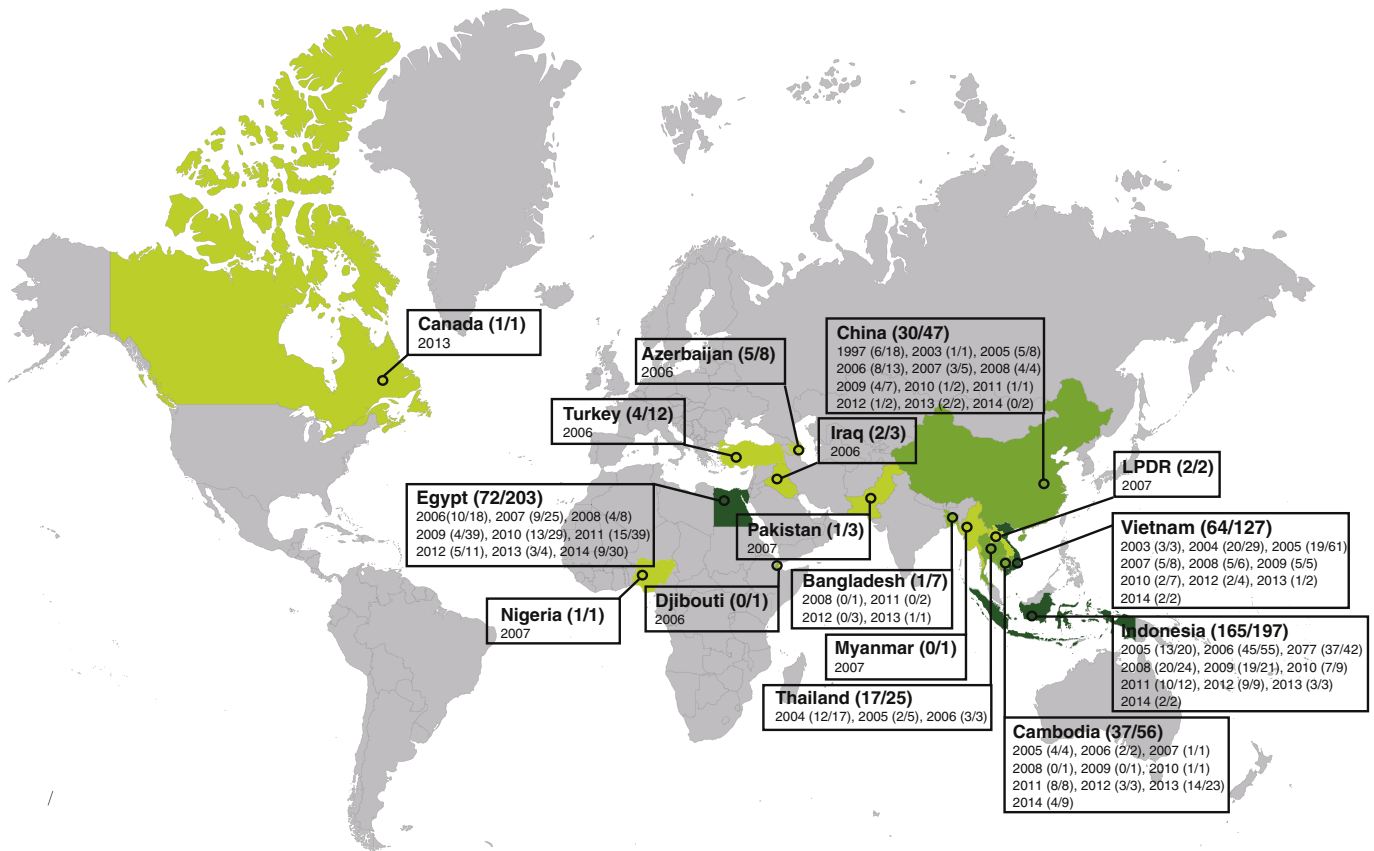 Canada (1/1)
2013
Azerbaijan (5/8)
2006
Turkey (4/12)
2006
China (30/47)
1997 (6/18), 2003 (1/1), 2005 (5/8)
2006 (8/13), 2007 (3/5), 2008 (4/4)
2009 (4/7), 2010 (1/2), 2011 (1/1)
2012 (1/2), 2013 (2/2), 2014 (0/2)
Iraq (2/3)
2006
LPDR (2/2)
2007
Egypt (72/203)
2006(10/18), 2007 (9/25), 2008 (4/8)
2009 (4/39), 2010 (13/29), 2011 (15/39)
2012 (5/11), 2013 (3/4), 2014 (9/30)
Pakistan (1/3)
2007
Vietnam (64/127)
2003 (3/3), 2004 (20/29), 2005 (19/61)
2007 (5/8), 2008 (5/6), 2009 (5/5)
2010 (2/7), 2012 (2/4), 2013 (1/2)
2014 (2/2)
Nigeria (1/1)
2007
Djibouti (0/1)
2006
Bangladesh (1/7)
2008 (0/1), 2011 (0/2)
2012 (0/3), 2013 (1/1)
Myanmar (0/1)
2007
Indonesia (165/197)
2005 (13/20), 2006 (45/55), 2077 (37/42)
2008 (20/24), 2009 (19/21), 2010 (7/9)
2011 (10/12), 2012 (9/9), 2013 (3/3)
2014 (2/2)
Thailand (17/25)
2004 (12/17), 2005 (2/5), 2006 (3/3)
Cambodia (37/56)
2005 (4/4), 2006 (2/2), 2007 (1/1)
2008 (0/1), 2009 (0/1), 2010 (1/1)
2011 (8/8), 2012 (3/3), 2013 (14/23)
2014 (4/9)
/